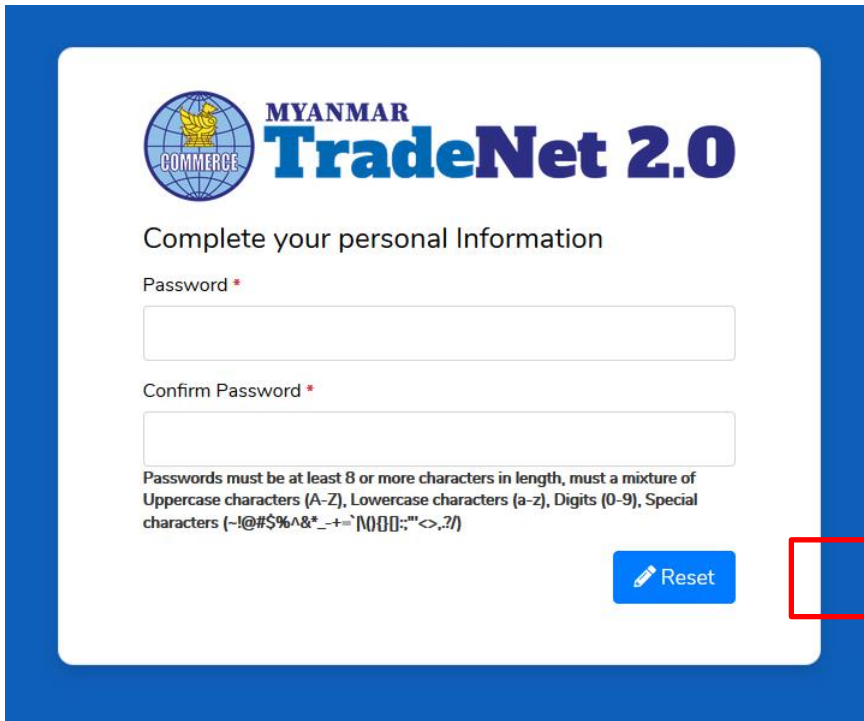 COMMERCE
MYANMAR
TradeNet 2.0
Complete your personal Information
Password *
Confirm Password *
Passwords must be at least 8 or more characters in length, must a mixture of
Uppercase characters (A-Z), Lowercase characters (a-z), Digits (0-9), Special
characters (~!@#$%^&*_-+=`|\(){}[]:;"'<>,.?/)
Reset